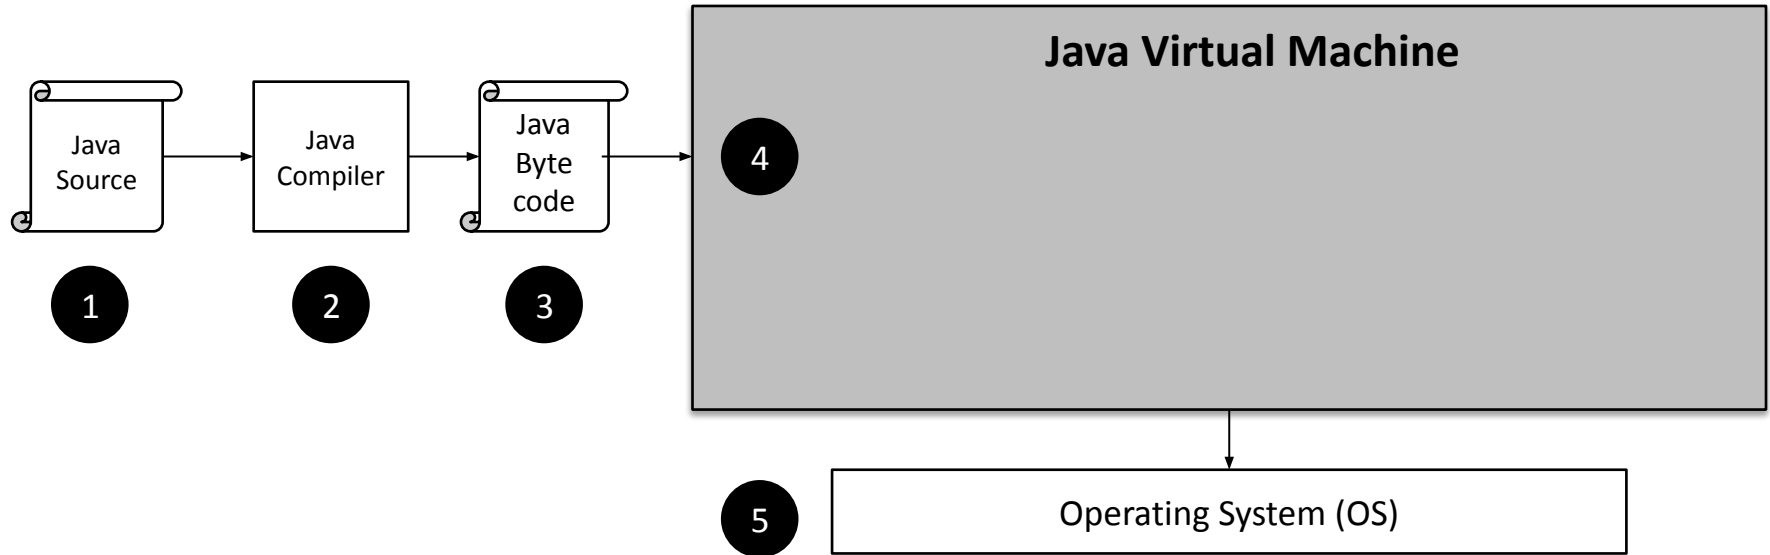 Java Virtual Machine
Java
Source
Java
Compiler
Java
Byte
code
4
1
2
3
5
Operating System (OS)